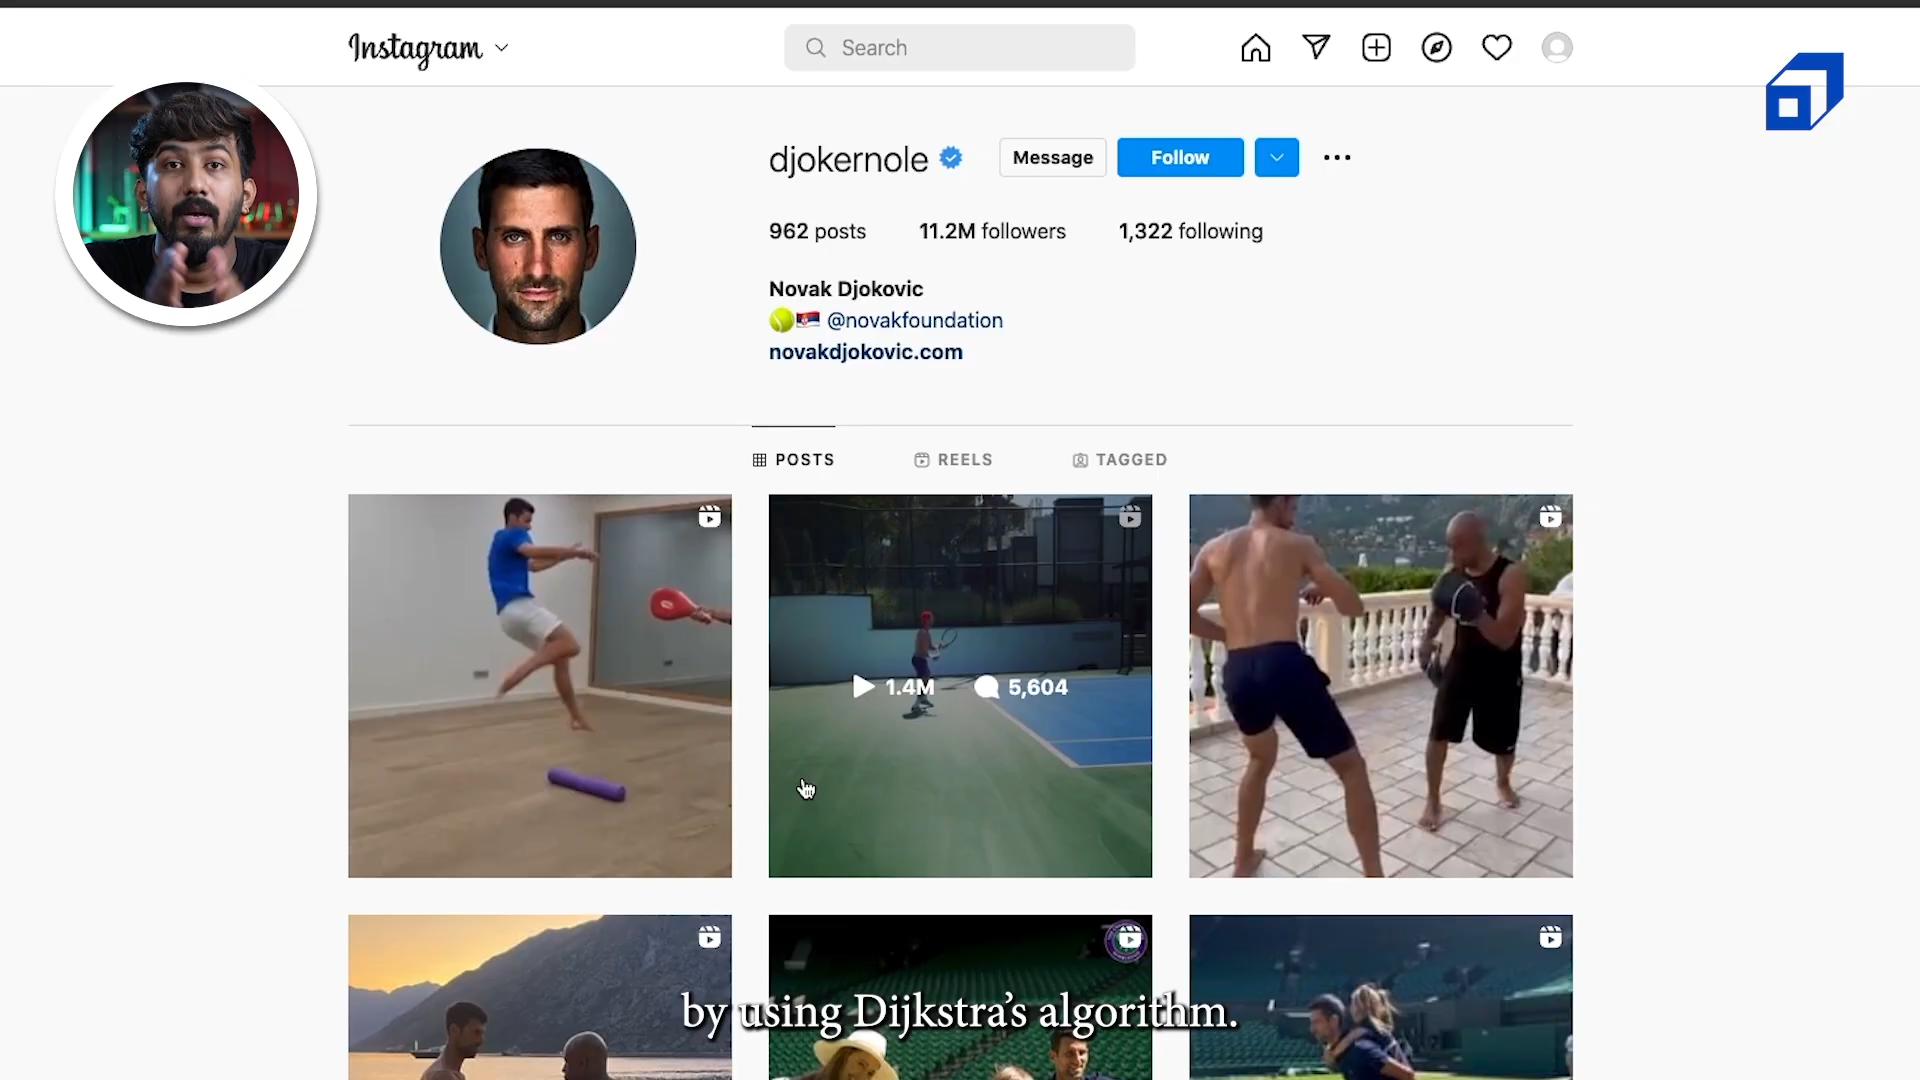 Instagram
Search
djokernole
Message
Follow
962 posts
11.2M followers
1,322 following
Novak Djokovic
@novakfoundation
novakdjokovic.com
POSTS
REELS
TAGGED
1.4M
5,604
by using Dijkstra's algorithm.